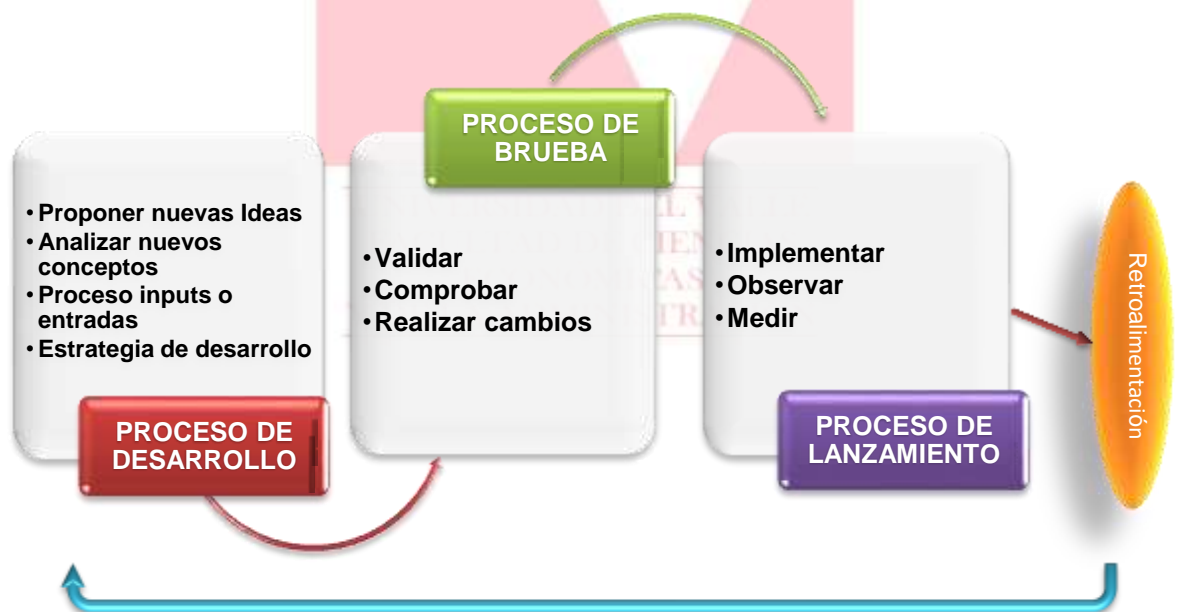 • Proponer nuevas Ideas
• Analizar nuevos
conceptos
• Proceso inputs o
entradas
• Estrategia de desarrollo
PROCESO DE
DESARROLLO
PROCESO DE
BRUEBA
• Validar
• Comprobar
• Realizar cambios
• Implementar
• Observar
• Medir
PROCESO DE
LANZAMIENTO
Retroalimentación